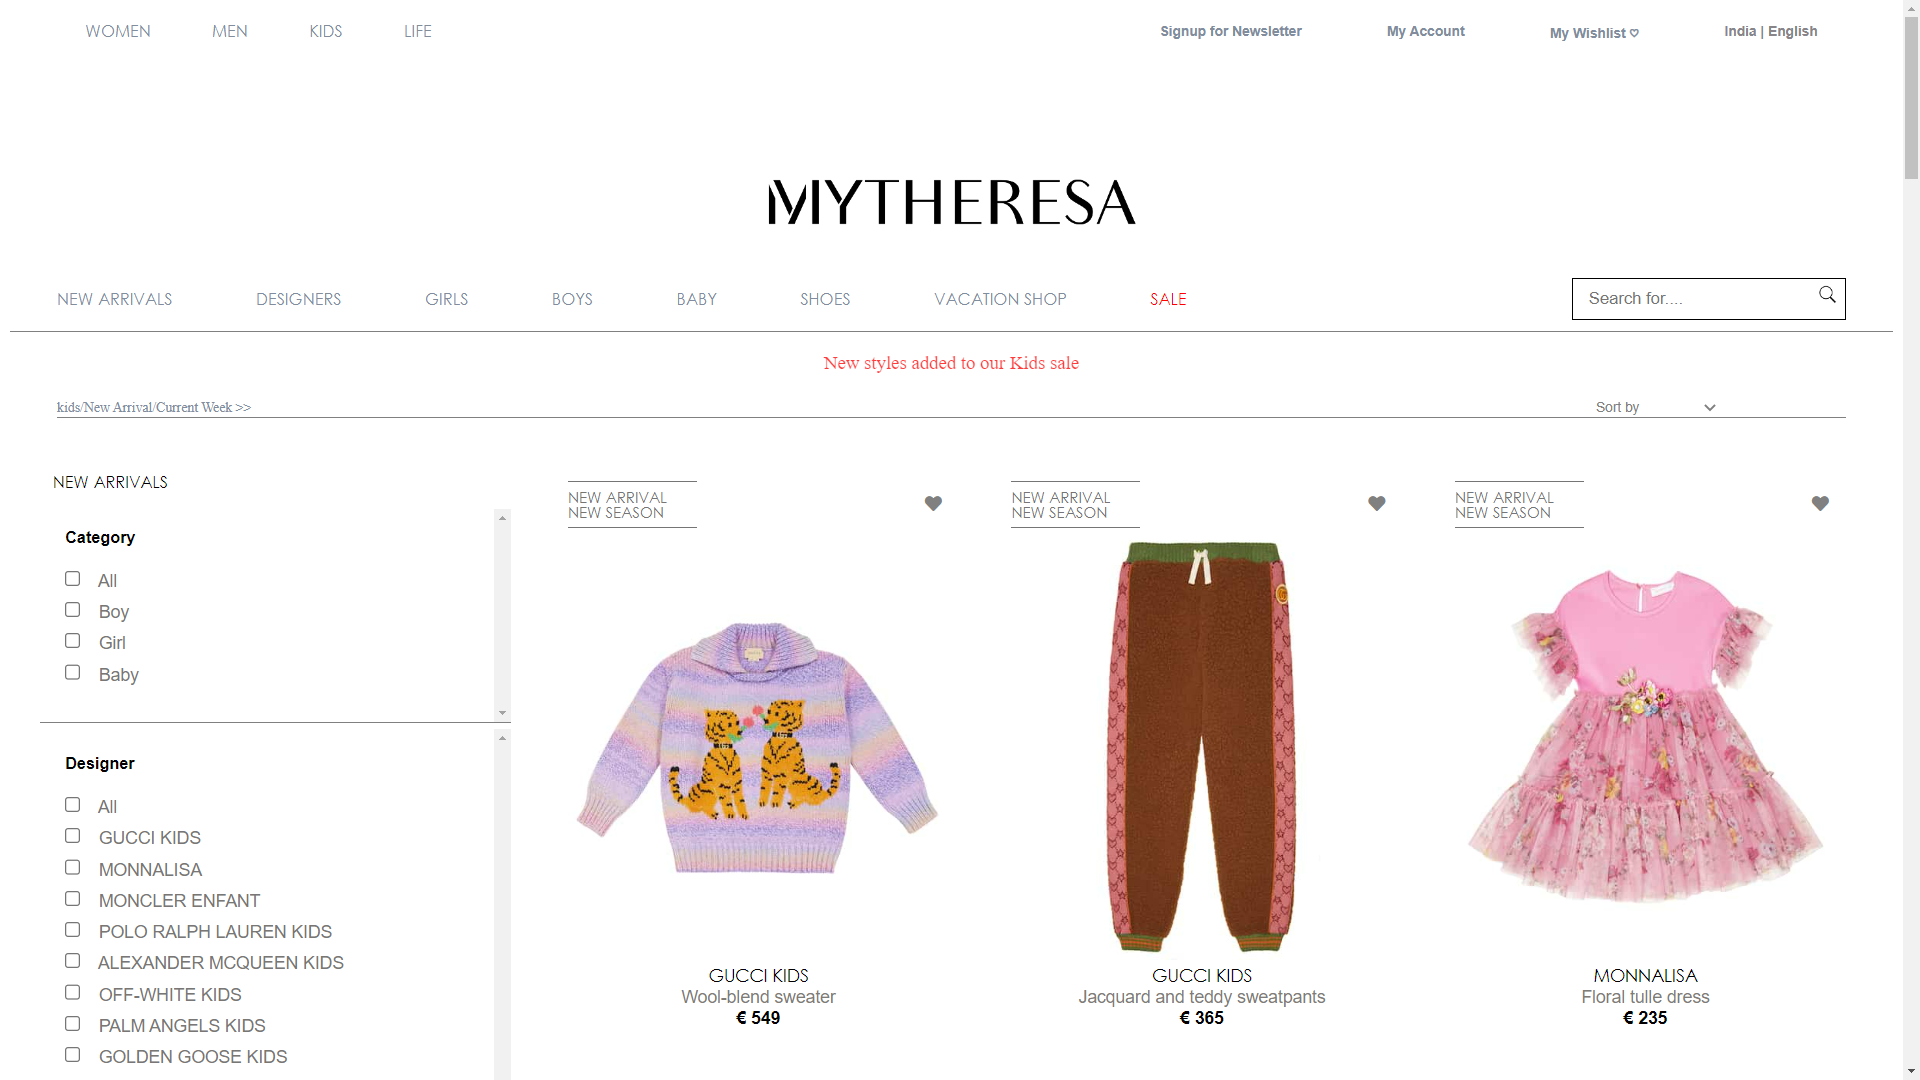 WOMEN MEN KIDS LIFE Signup for Newsletter My Account My Wishlist India | English
MYTHERESA
NEW ARRIVALS DESIGNERS GIRLS BOYS BABY SHOES VACATION SHOP SALE Search for....
New styles added to our Kids sale
kids/New Arrival/Current Week >> Sort by
NEW ARRIVALS
Category
All
Boy
Girl
Baby
Designer
All
GUCCI KIDS
MONNALISA
MONCLER ENFANT
POLO RALPH LAUREN KIDS
ALEXANDER MCQUEEN KIDS
OFF-WHITE KIDS
PALM ANGELS KIDS
GOLDEN GOOSE KIDS
NEW ARRIVAL
NEW SEASON
GUCCI KIDS
Wool-blend sweater
€ 549
NEW ARRIVAL
NEW SEASON
GUCCI KIDS
Jacquard and teddy sweatpants
€ 365
NEW ARRIVAL
NEW SEASON
MONNALISA
Floral tulle dress
€ 235